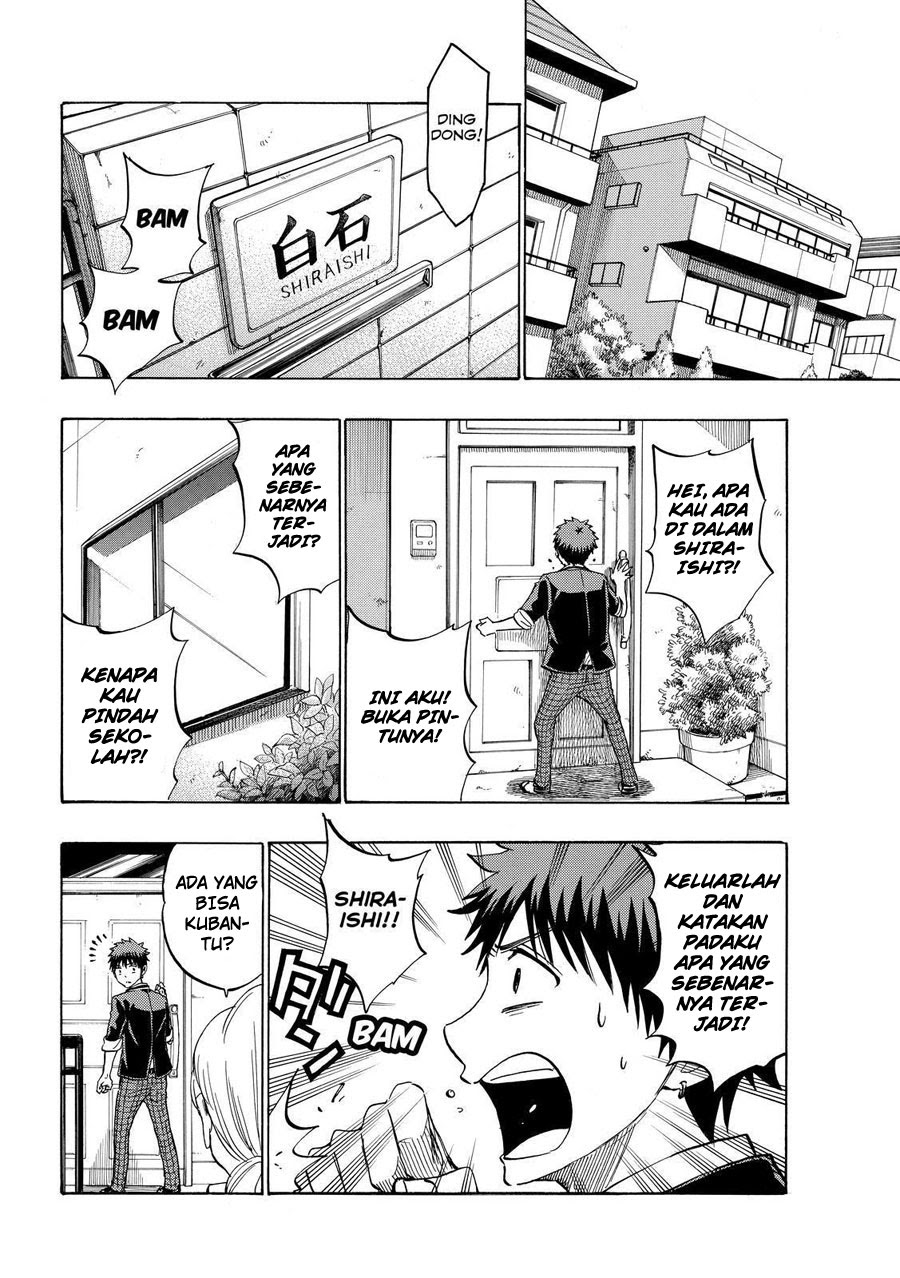 DING
DONG!
BAM
白石
SHIRAISHI
BAM
HEI, APA
KAU ADA
DI DALAM
SHIRA-
ISHI?!
INI AKU!
BUKA PIN-
TUNYA!
APA
YANG
SEBE-
NARNYA
TER-
JADI?
KENAPA
KAU
PINDAH
SEKO-
LAH?!
KELUARLAH
DAN
KATAKAN
PADAKU
APA YANG
SEBENAR-
NYA TER-
JADI!
SHIRA-
ISHI!!
BAM
ADA YANG
BISA
KUBAN-
TU?